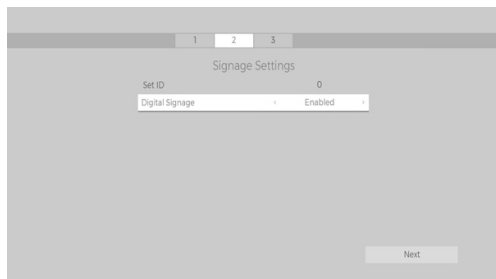 1 2 3
Signage Settings
Set ID 0
Digital Signage ‹ Enabled ›
Next